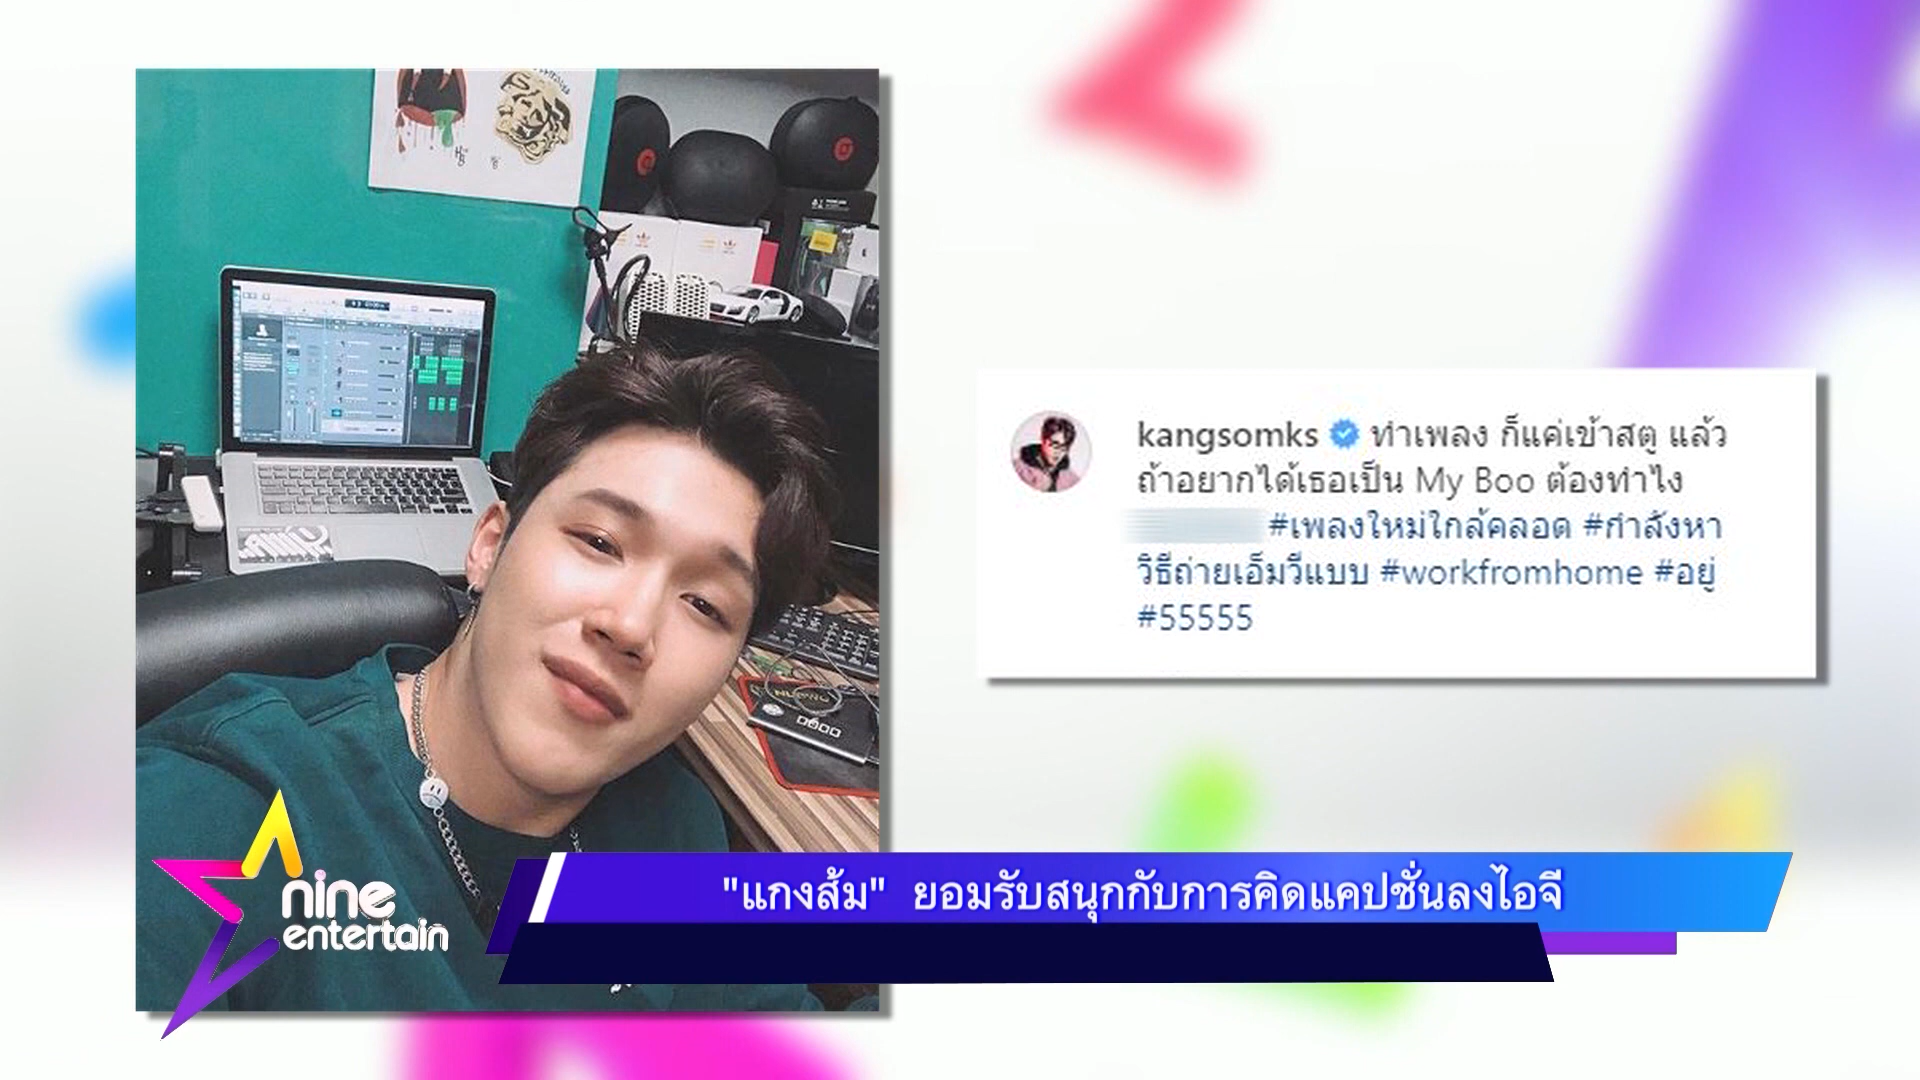 kangsomks ทำเพลง ก็แค่เข้าสตู แล้ว
ถ้าอยากได้เธอเป็น My Boo ต้องทำไง
#เพลงใหม่ใกล้คลอด #กำลังหา
วิธีถ่ายเอ็มวีแบบ #workfromhome #อยู่
#55555
nine
entertain
"แกงส้ม" ยอมรับสนุกกับการคิดแคปชั่นลงไอจี